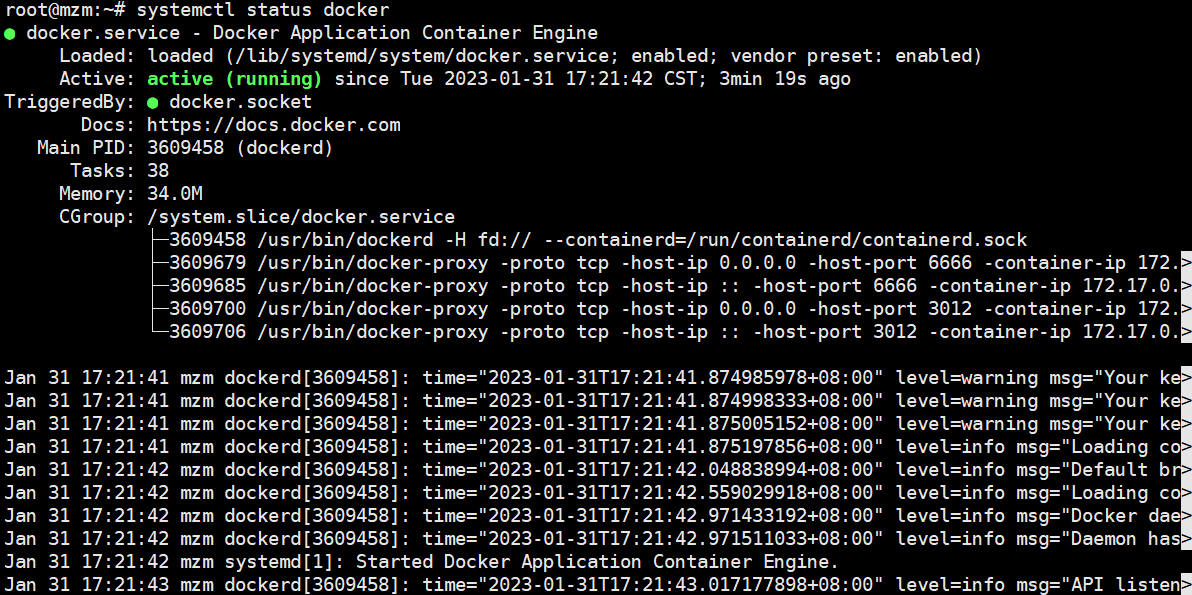 root@mzm:~# systemctl status docker
● docker.service - Docker Application Container Engine
     Loaded: loaded (/lib/systemd/system/docker.service; enabled; vendor preset: enabled)
     Active: active (running) since Tue 2023-01-31 17:21:42 CST; 3min 19s ago
TriggeredBy: ● docker.socket
       Docs: https://docs.docker.com
   Main PID: 3609458 (dockerd)
      Tasks: 38
     Memory: 34.0M
     CGroup: /system.slice/docker.service
             ├─3609458 /usr/bin/dockerd -H fd:// --containerd=/run/containerd/containerd.sock
             ├─3609679 /usr/bin/docker-proxy -proto tcp -host-ip 0.0.0.0 -host-port 6666 -container-ip 172.>
             ├─3609685 /usr/bin/docker-proxy -proto tcp -host-ip :: -host-port 6666 -container-ip 172.17.0.>
             ├─3609700 /usr/bin/docker-proxy -proto tcp -host-ip 0.0.0.0 -host-port 3012 -container-ip 172.>
             └─3609706 /usr/bin/docker-proxy -proto tcp -host-ip :: -host-port 3012 -container-ip 172.17.0.>

Jan 31 17:21:41 mzm dockerd[3609458]: time="2023-01-31T17:21:41.874985978+08:00" level=warning msg="Your ke>
Jan 31 17:21:41 mzm dockerd[3609458]: time="2023-01-31T17:21:41.874998333+08:00" level=warning msg="Your ke>
Jan 31 17:21:41 mzm dockerd[3609458]: time="2023-01-31T17:21:41.875005152+08:00" level=warning msg="Your ke>
Jan 31 17:21:41 mzm dockerd[3609458]: time="2023-01-31T17:21:41.875197856+08:00" level=info msg="Loading co>
Jan 31 17:21:42 mzm dockerd[3609458]: time="2023-01-31T17:21:42.048838994+08:00" level=info msg="Default br>
Jan 31 17:21:42 mzm dockerd[3609458]: time="2023-01-31T17:21:42.559029918+08:00" level=info msg="Loading co>
Jan 31 17:21:42 mzm dockerd[3609458]: time="2023-01-31T17:21:42.971433192+08:00" level=info msg="Docker dae>
Jan 31 17:21:42 mzm dockerd[3609458]: time="2023-01-31T17:21:42.971511033+08:00" level=info msg="Daemon has>
Jan 31 17:21:42 mzm systemd[1]: Started Docker Application Container Engine.
Jan 31 17:21:43 mzm dockerd[3609458]: time="2023-01-31T17:21:43.017177898+08:00" level=info msg="API listen>